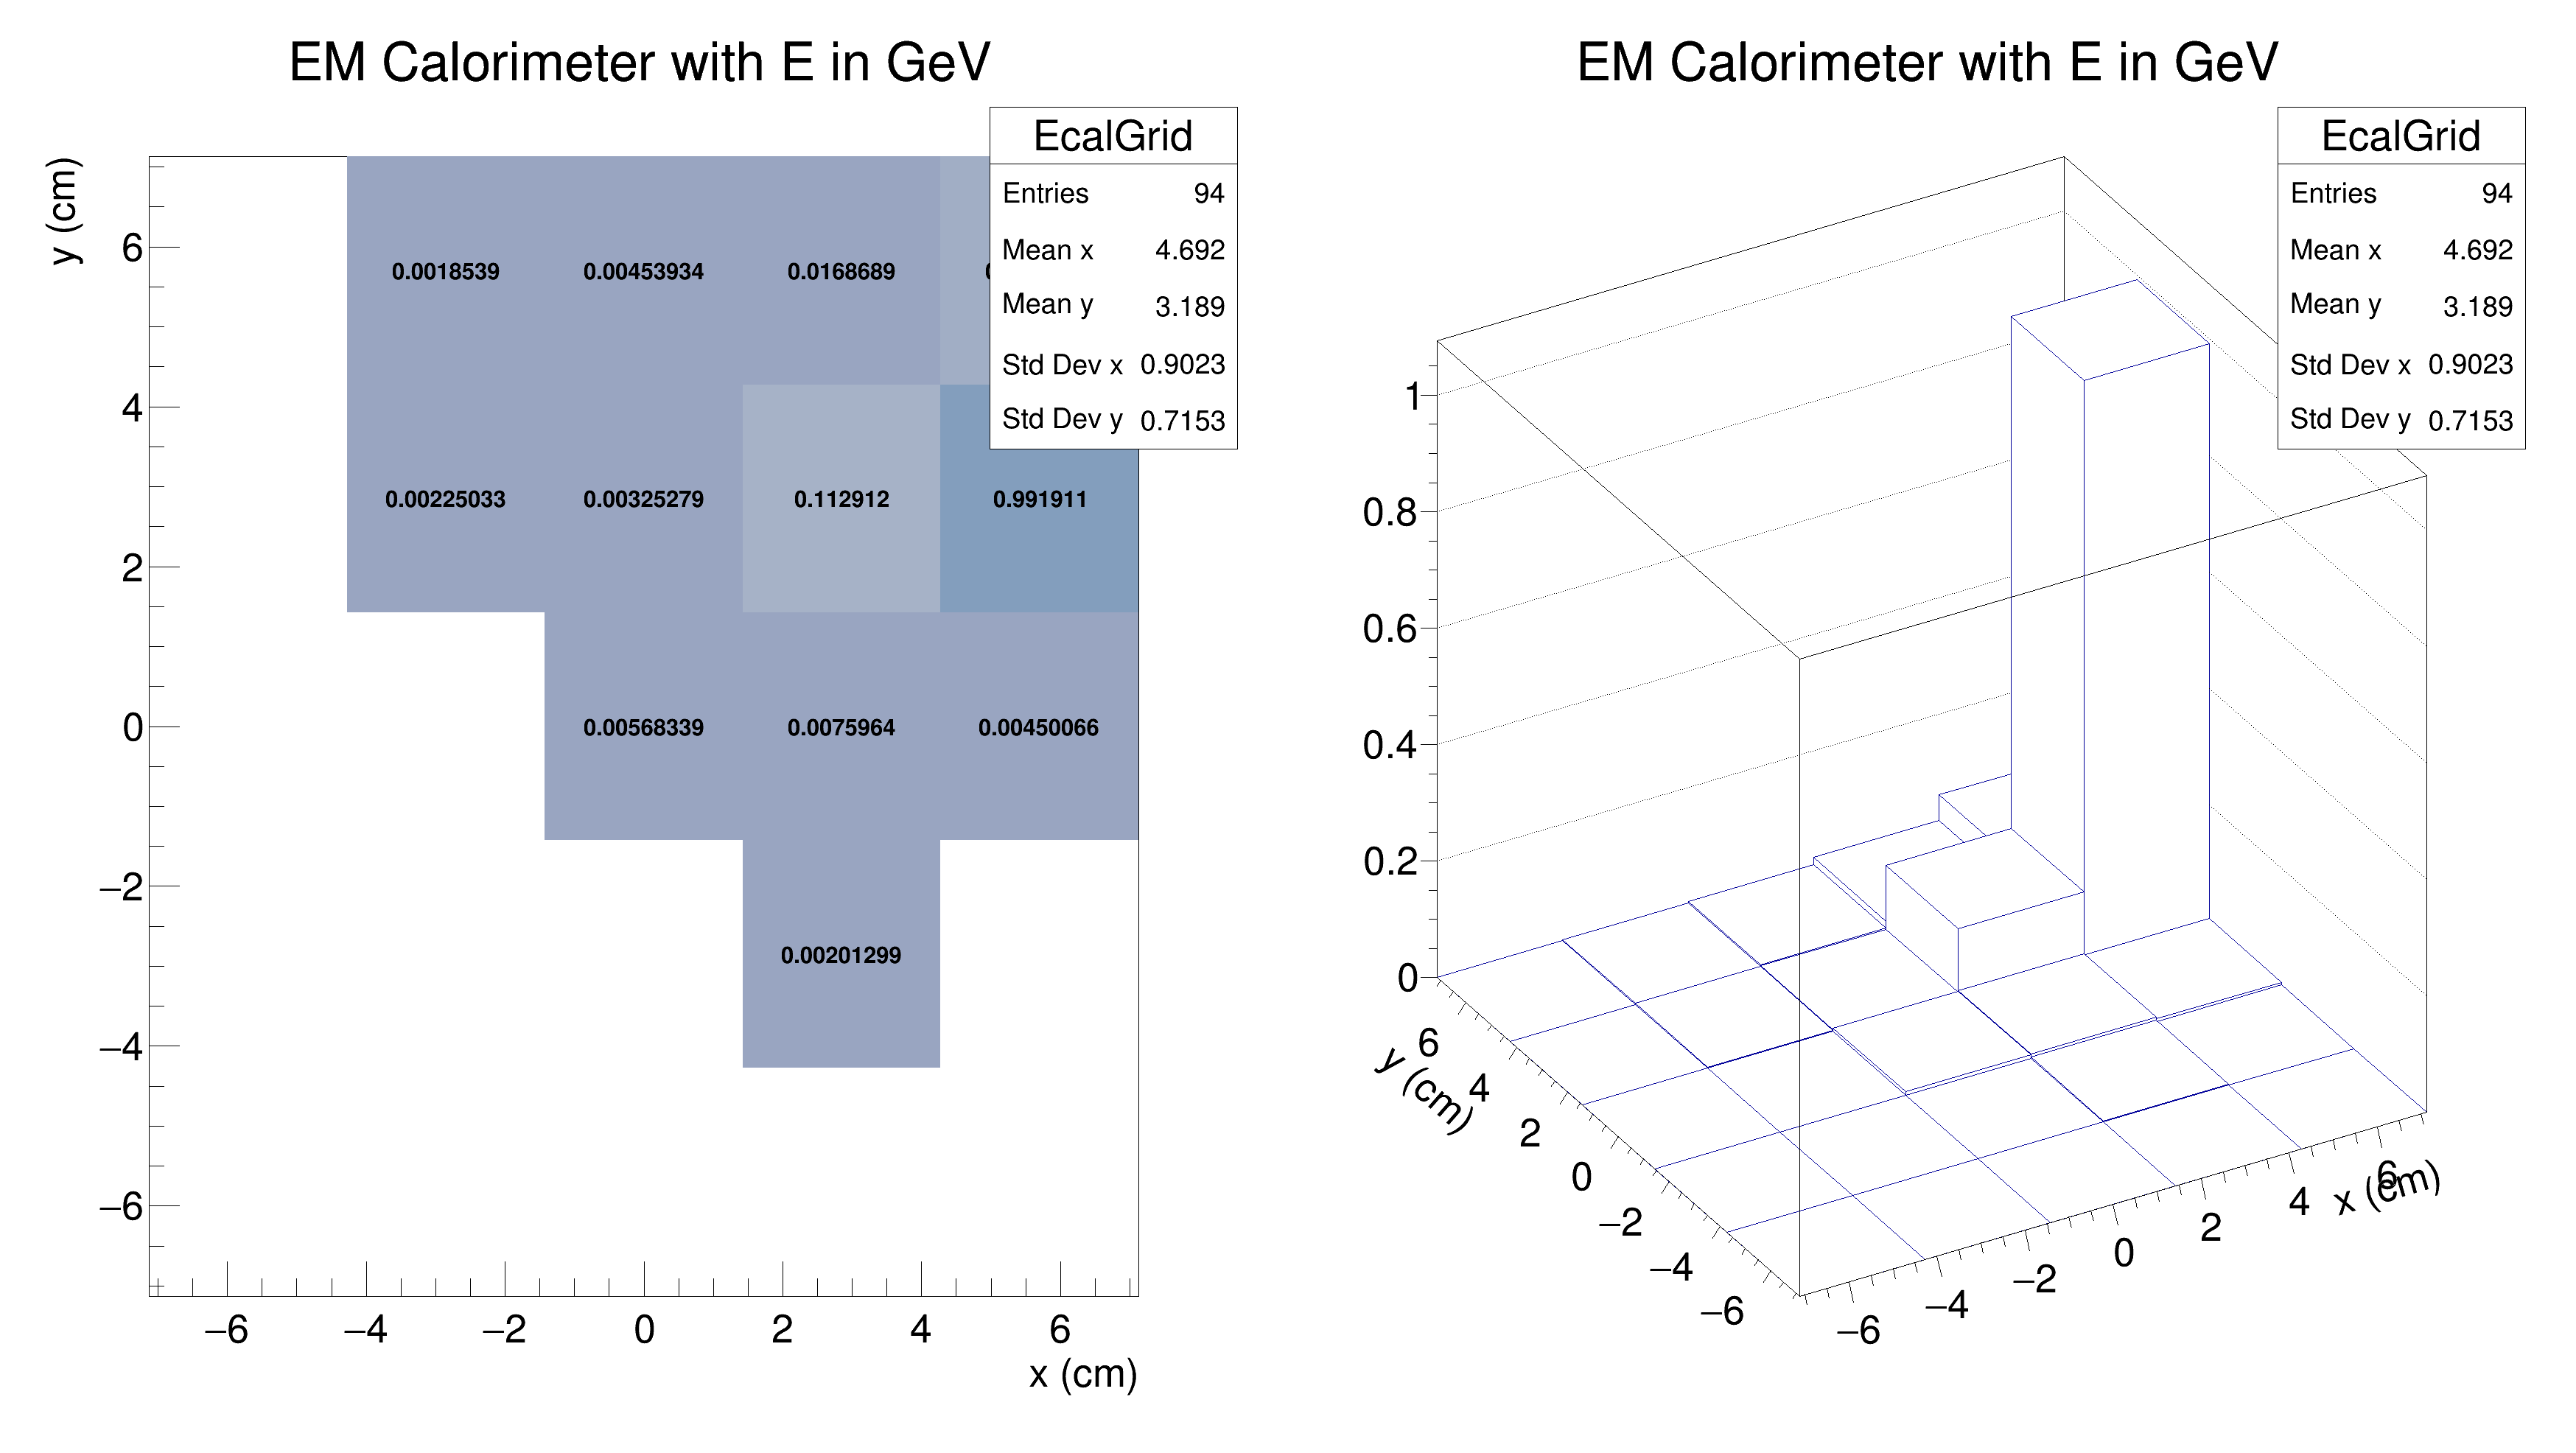 EM Calorimeter with E in GeV
EcalGrid
Entries 94
Mean x 4.692
Mean y 3.189
Std Dev x 0.9023
Std Dev y 0.7153
y (cm)
6
4
2
0
−2
−4
−6
0.0018539 0.00453934 0.0168689
0.00225033 0.00325279 0.112912 0.991911
0.00568339 0.0075964 0.00450066
0.00201299
−6 −4 −2 0 2 4 6
x (cm)
EM Calorimeter with E in GeV
EcalGrid
Entries 94
Mean x 4.692
Mean y 3.189
Std Dev x 0.9023
Std Dev y 0.7153
1
0.8
0.6
0.4
0.2
0
6
4
2
0
−2
−4
−6
y (cm)
−6
−4
−2
0
2
4
6
x (cm)